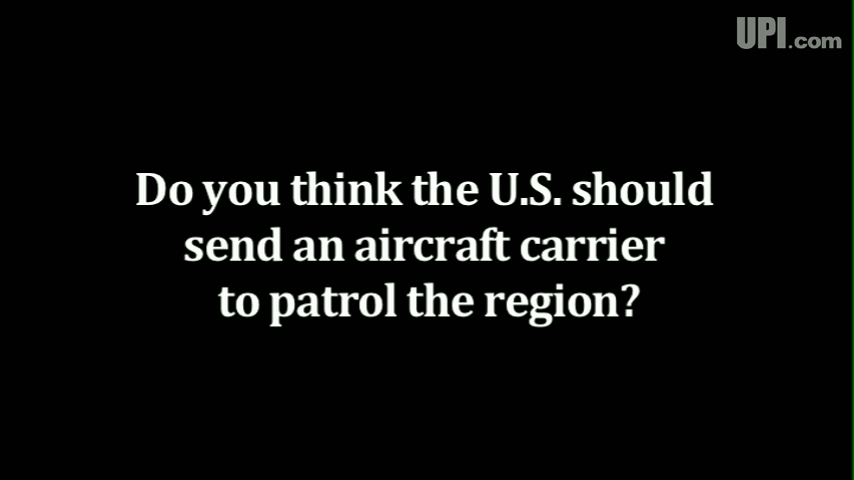 UPI.com
Do you think the U.S. should
send an aircraft carrier
to patrol the region?